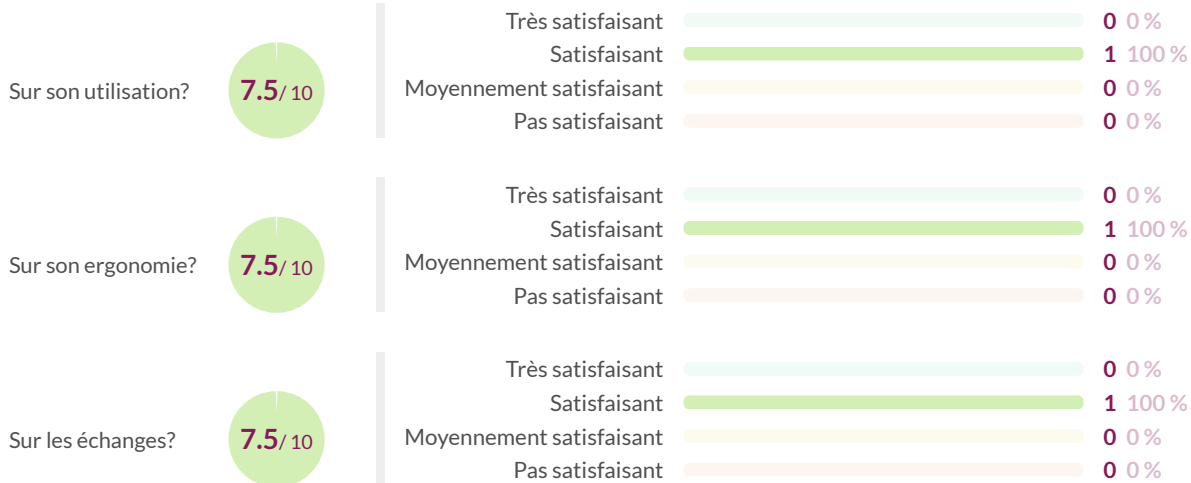 Sur son utilisation?
7.5/ 10
Très satisfaisant 0 0 %
Satisfaisant 1 100 %
Moyennement satisfaisant 0 0 %
Pas satisfaisant 0 0 %
Sur son ergonomie?
7.5/ 10
Très satisfaisant 0 0 %
Satisfaisant 1 100 %
Moyennement satisfaisant 0 0 %
Pas satisfaisant 0 0 %
Sur les échanges?
7.5/ 10
Très satisfaisant 0 0 %
Satisfaisant 1 100 %
Moyennement satisfaisant 0 0 %
Pas satisfaisant 0 0 %